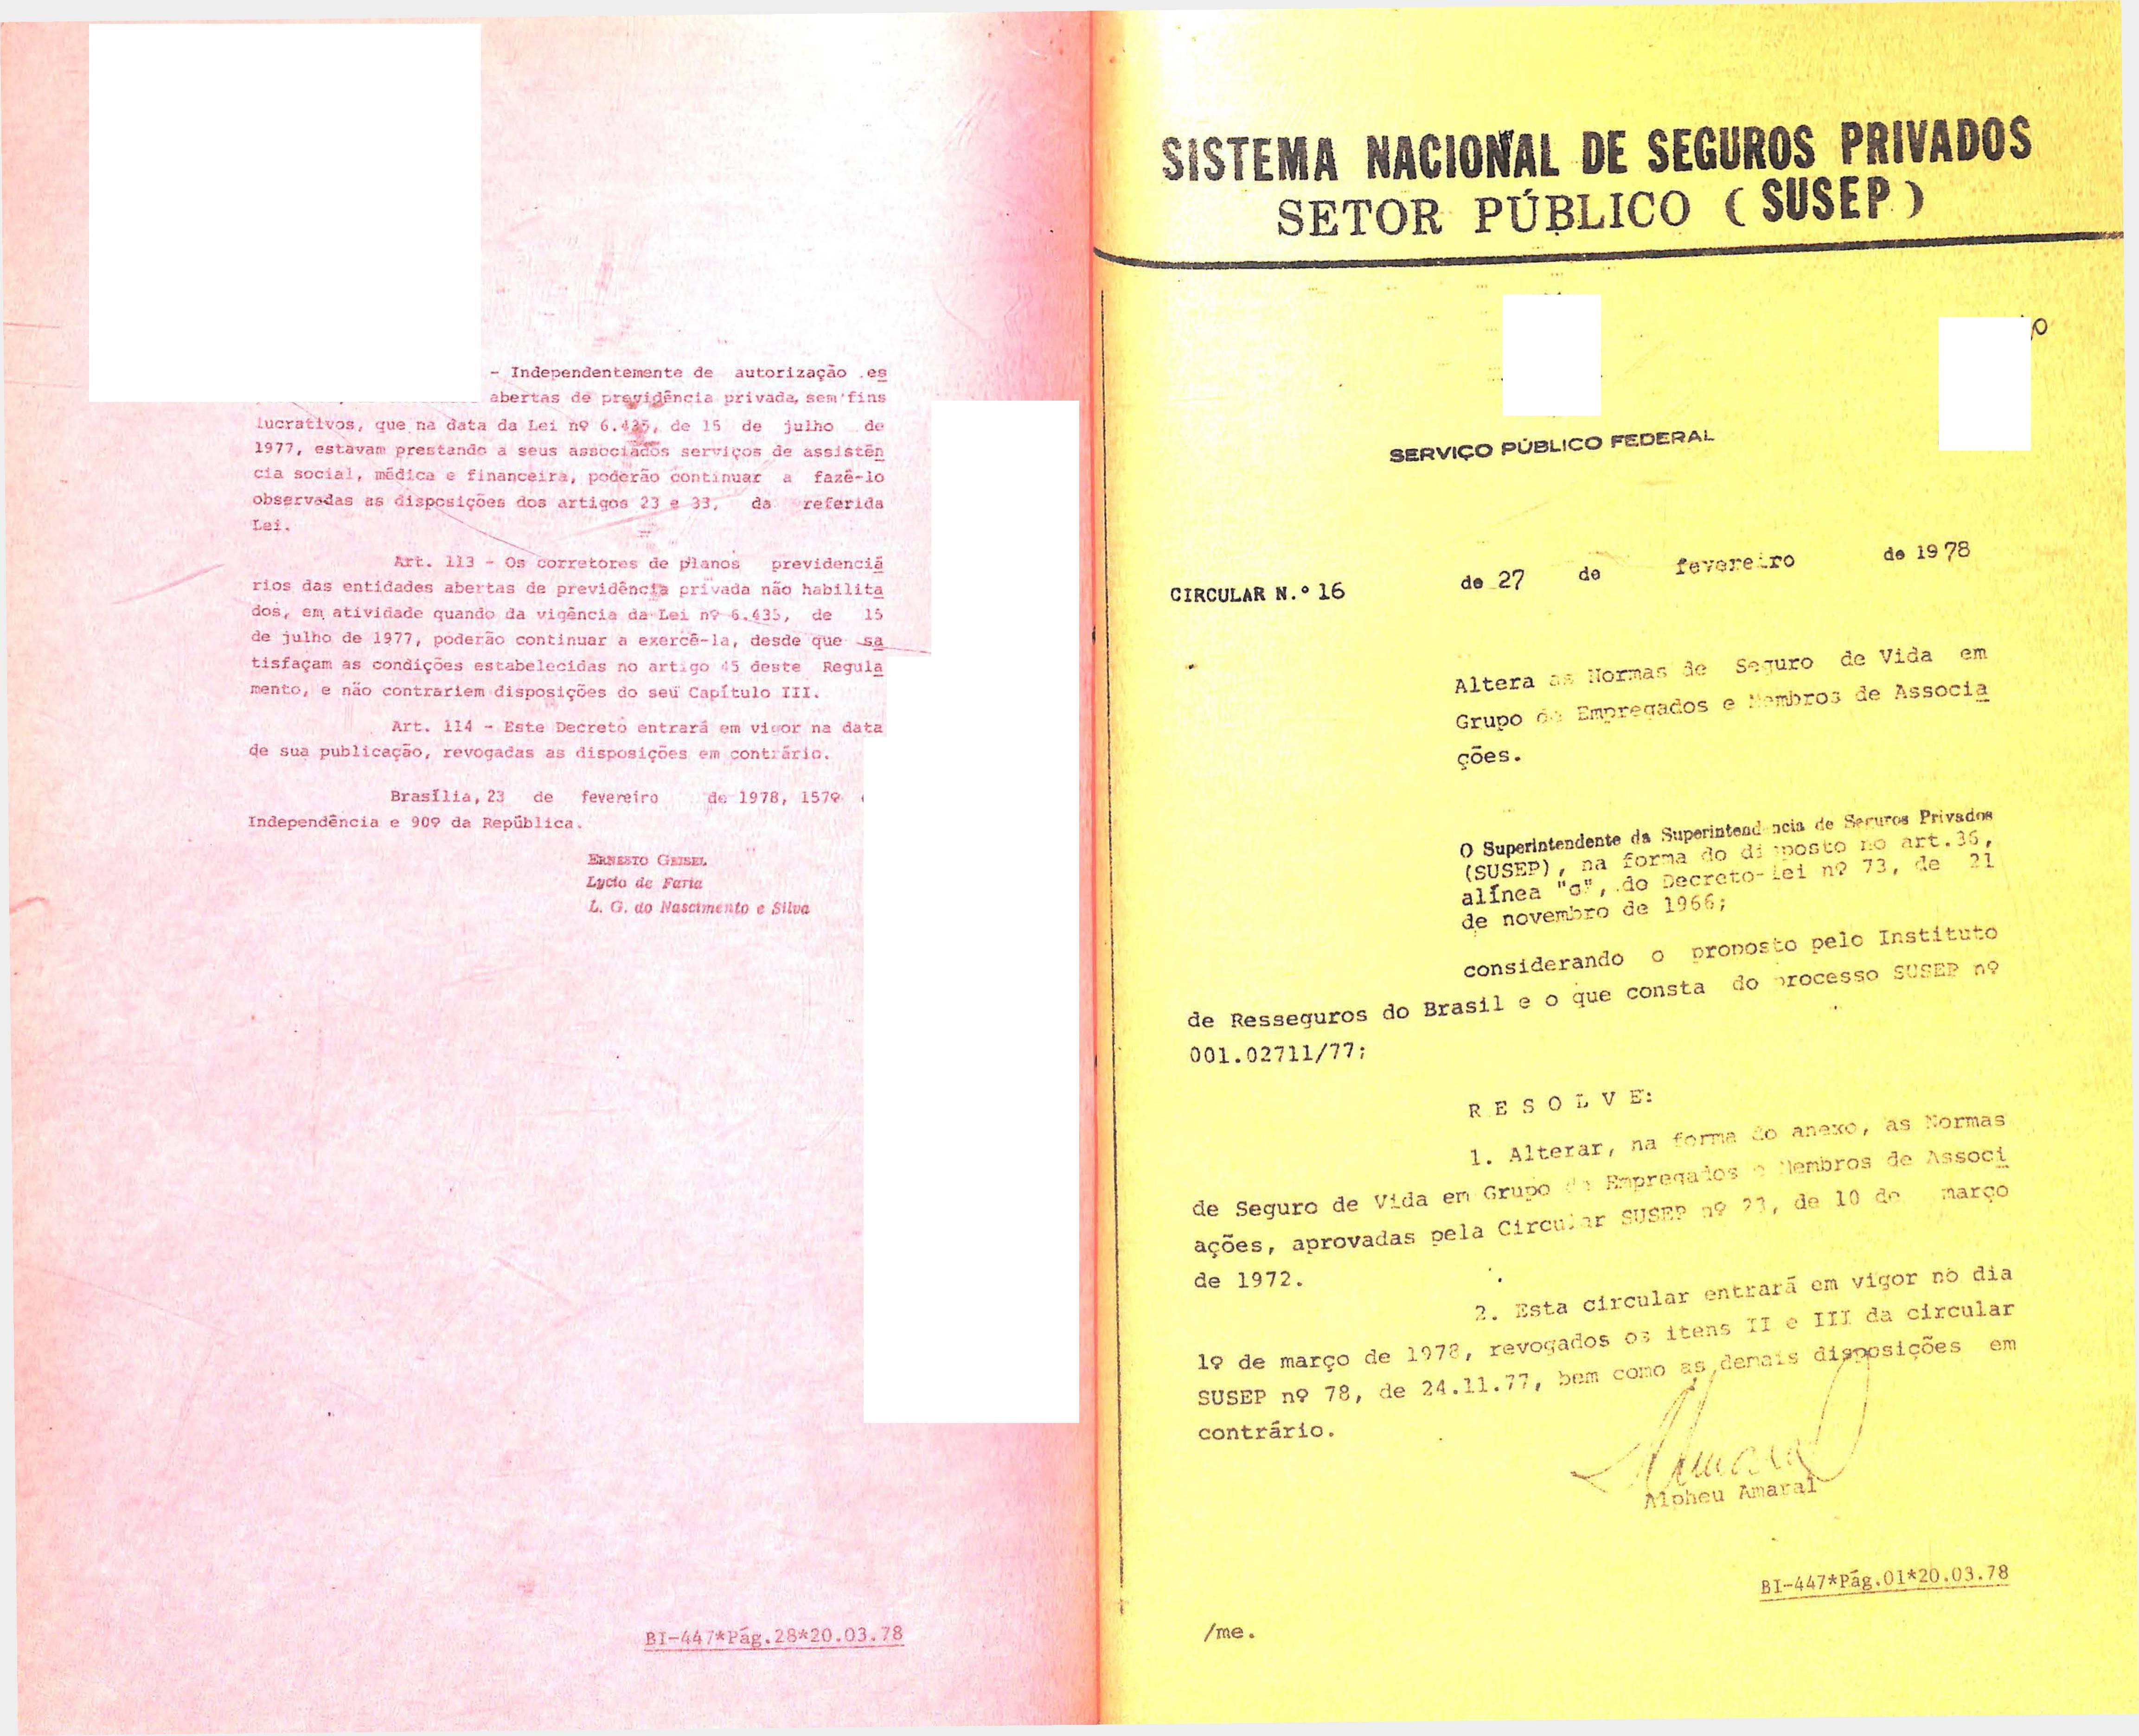 - Independentemente de autorização es
abertas de previdência privada, sem fins
lucrativos, que na data da Lei nº 6.435, de 15 de julho de
1977, estavam prestando a seus associados serviços de assistên
cia social, médica e financeira, poderão continuar a fazê-lo
observadas as disposições dos artigos 23 e 33, da referida
Lei.
Art. 113 - Os corretores de planos previdenciá
rios das entidades abertas de previdência privada não habilita
dos, em atividade quando da vigência da Lei nº 6.435, de 15
de julho de 1977, poderão continuar a exercê-la, desde que sa
tisfaçam as condições estabelecidas no artigo 45 deste Regula
mento, e não contrariem disposições do seu Capítulo III.
Art. 114 - Este Decreto entrará em vigor na data
de sua publicação, revogadas as disposições em contrário.
Brasília, 23 de fevereiro de 1978, 157º
Independência e 90º da República.
ERNESTO GEISEL
Lycio de Faria
L. G. do Nascimento e Silva
BI-447*Pág.28*20.03.78
SISTEMA NACIONAL DE SEGUROS PRIVADOS
SETOR PÚBLICO (SUSEP)
SERVIÇO PÚBLICO FEDERAL
CIRCULAR N.º 16 de 27 de fevereiro de 1978
Altera as Normas de Seguro de Vida em
Grupo de Empregados e Membros de Associa
ções.
O Superintendente da Superintendência de Seguros Privados
(SUSEP), na forma do disposto no art.36,
alínea "c", do Decreto-lei nº 73, de 21
de novembro de 1966;
considerando o proposto pelo Instituto
de Resseguros do Brasil e o que consta do processo SUSEP nº
001.02711/77;
R E S O L V E:
1. Alterar, na forma do anexo, as Normas
de Seguro de Vida em Grupo de Empregados e Membros de Associ
ações, aprovadas pela Circular SUSEP nº 23, de 10 de março
de 1972.
2. Esta circular entrará em vigor no dia
1º de março de 1978, revogados os itens II e III da circular
SUSEP nº 78, de 24.11.77, bem como as demais disposições em
contrário.
Amaral
Alpheu Amaral
BI-447*Pág.01*20.03.78
/me.